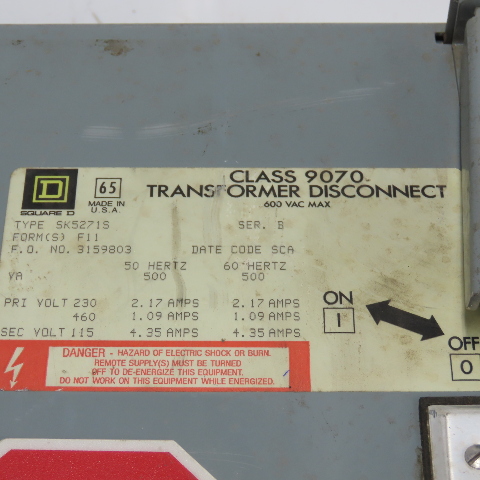 D
SQUARE D
65
MADE IN
U.S.A
CLASS 9070
TRANSFORMER DISCONNECT
600 VAC MAX
TYPE SK5271S SER. B
FORM(S) F11
F.O. NO. 3159803 DATE CODE SCA
50 HERTZ 60 HERTZ
VA 500 500
PRI VOLT 230 2.17 AMPS 2.17 AMPS
460 1.09 AMPS 1.09 AMPS
SEC VOLT 115 4.35 AMPS 4.35 AMPS
ON
I
OFF
O
DANGER - HAZARD OF ELECTRIC SHOCK OR BURN.
REMOTE SUPPLY(S) MUST BE TURNED
OFF TO DE-ENERGIZE THIS EQUIPMENT.
DO NOT WORK ON THIS EQUIPMENT WHILE ENERGIZED.